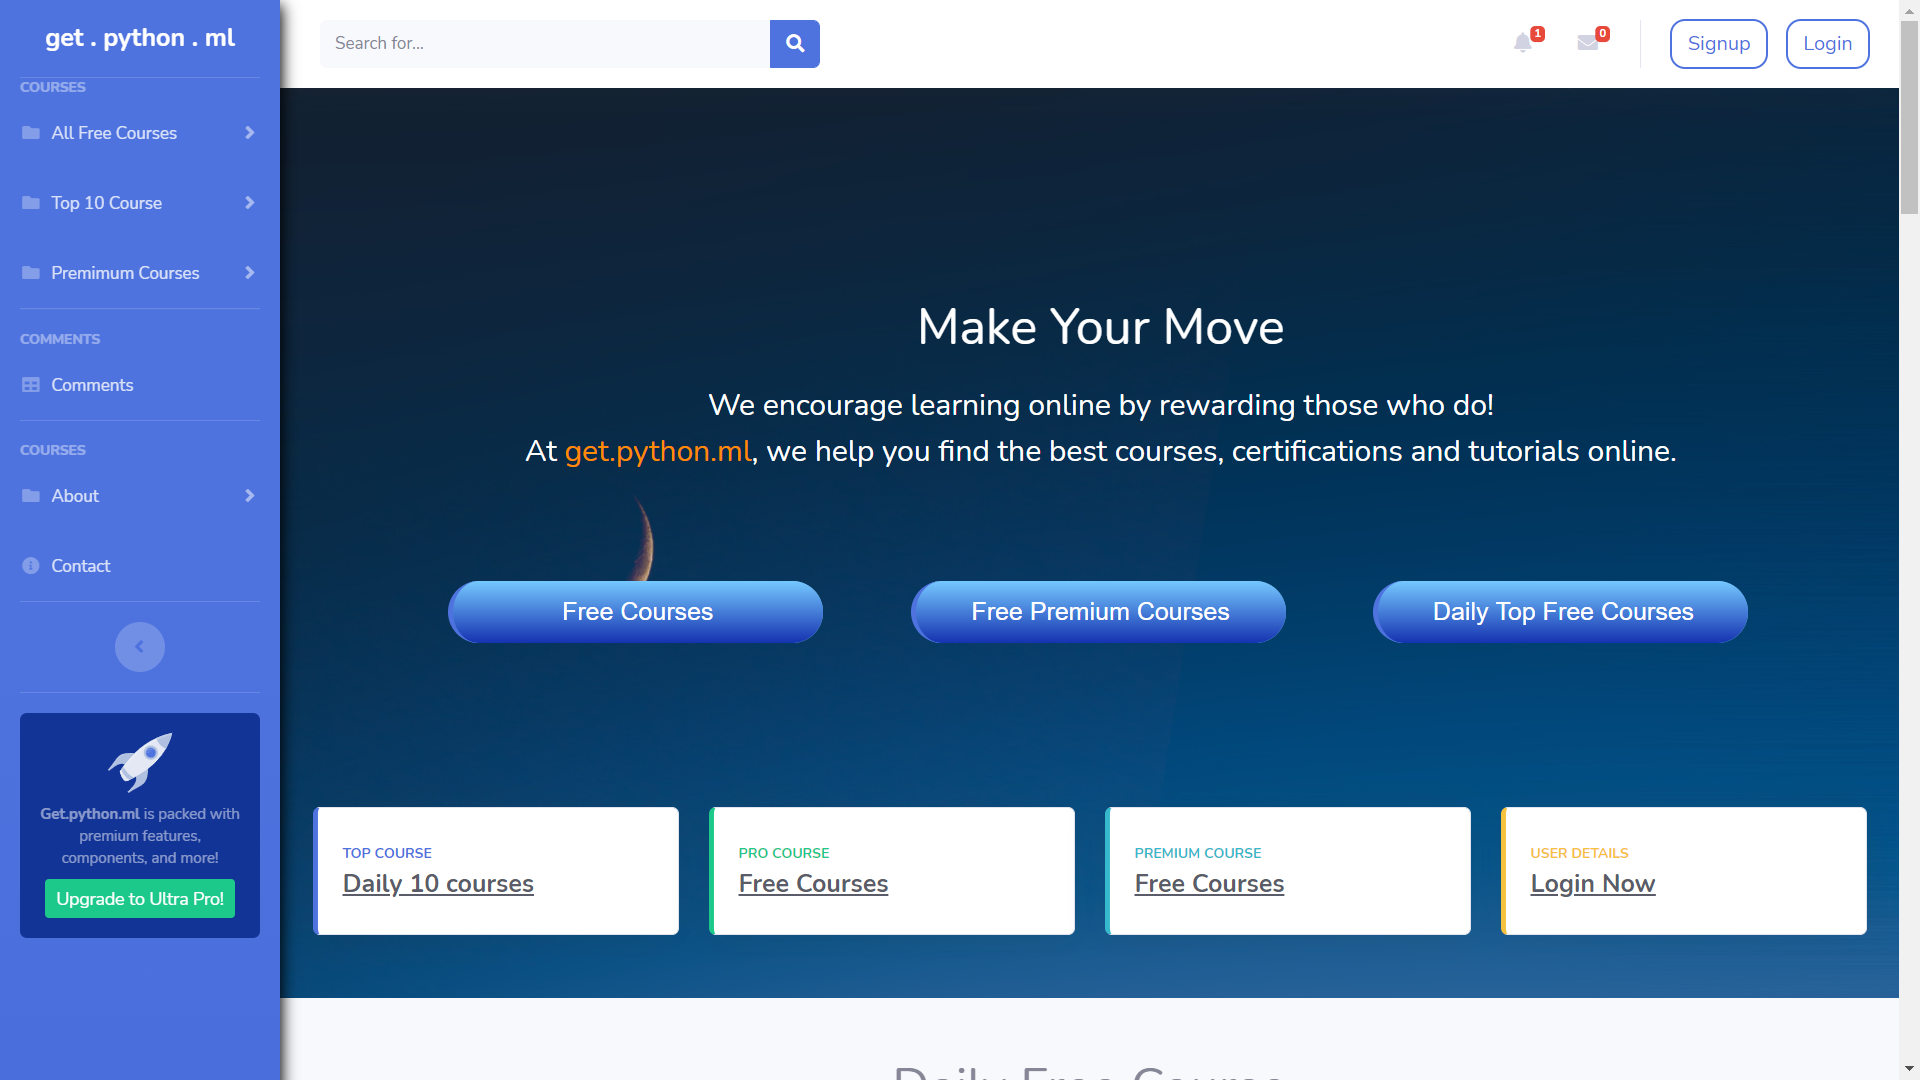 get . python . ml
COURSES
All Free Courses
Top 10 Course
Premimum Courses
COMMENTS
Comments
COURSES
About
Contact
Get.python.ml is packed with
premium features,
components, and more!
Upgrade to Ultra Pro!
Search for...
1
0
Signup
Login
Make Your Move
We encourage learning online by rewarding those who do!
At get.python.ml, we help you find the best courses, certifications and tutorials online.
Free Courses
Free Premium Courses
Daily Top Free Courses
TOP COURSE
Daily 10 courses
PRO COURSE
Free Courses
PREMIUM COURSE
Free Courses
USER DETAILS
Login Now
Daily Free Course